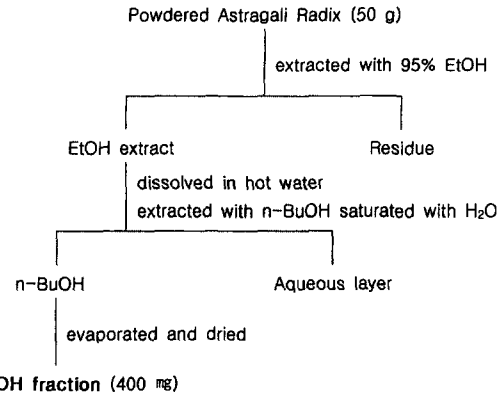 Powdered Astragali Radix (50 g)
extracted with 95% EtOH
EtOH extract
Residue
dissolved in hot water
extracted with n-BuOH saturated with H₂O
n-BuOH
Aqueous layer
evaporated and dried
OH fraction (400 mg)